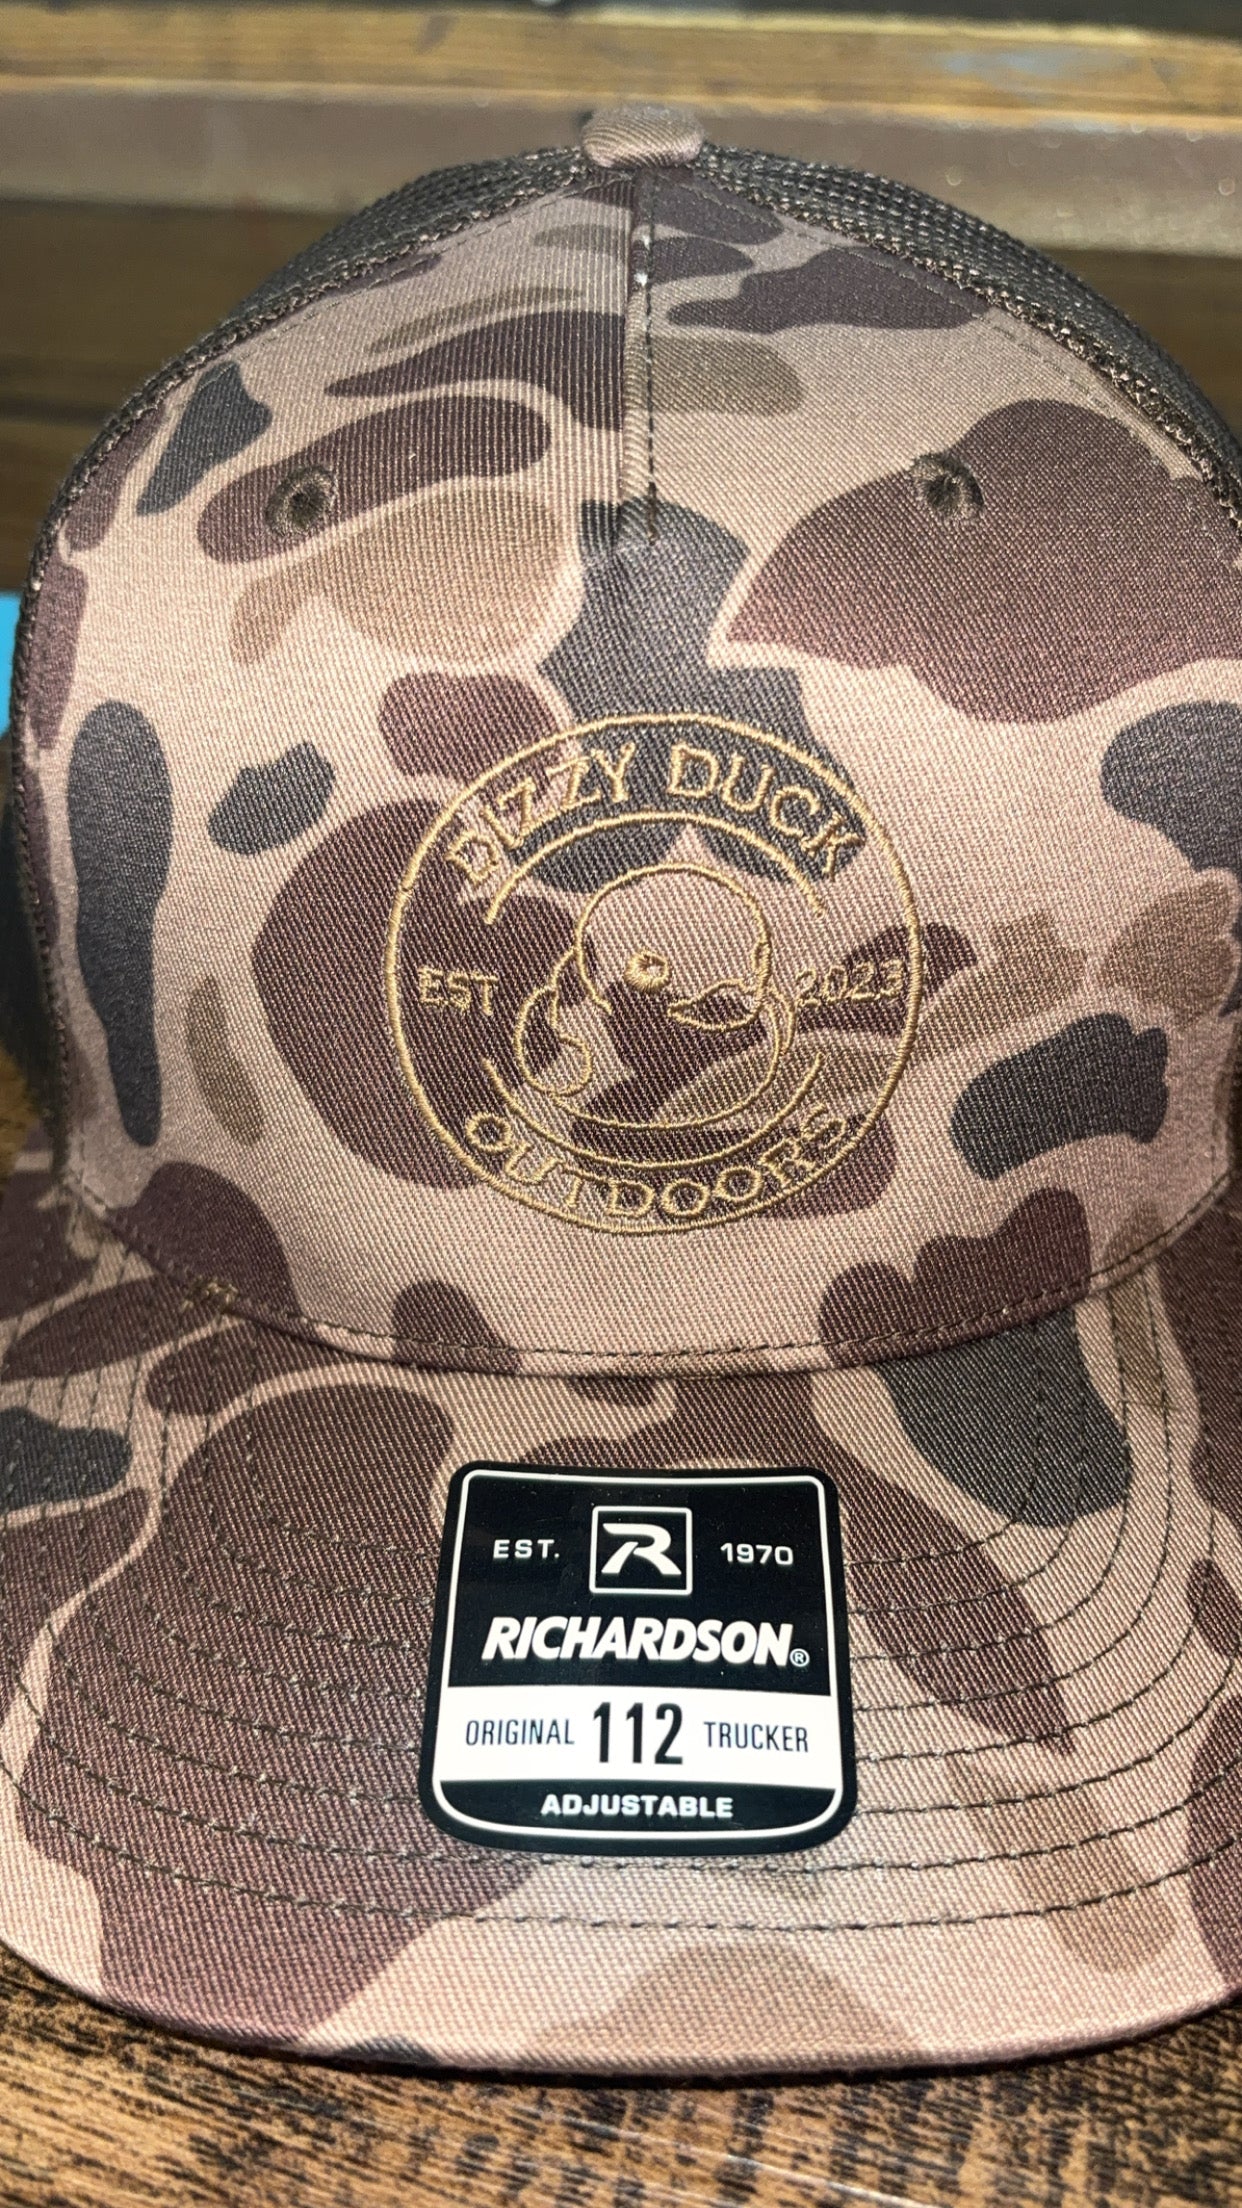 DIZZY DUCK
EST 2023
OUTDOORS
EST. R 1970
RICHARDSON®
ORIGINAL 112 TRUCKER
ADJUSTABLE